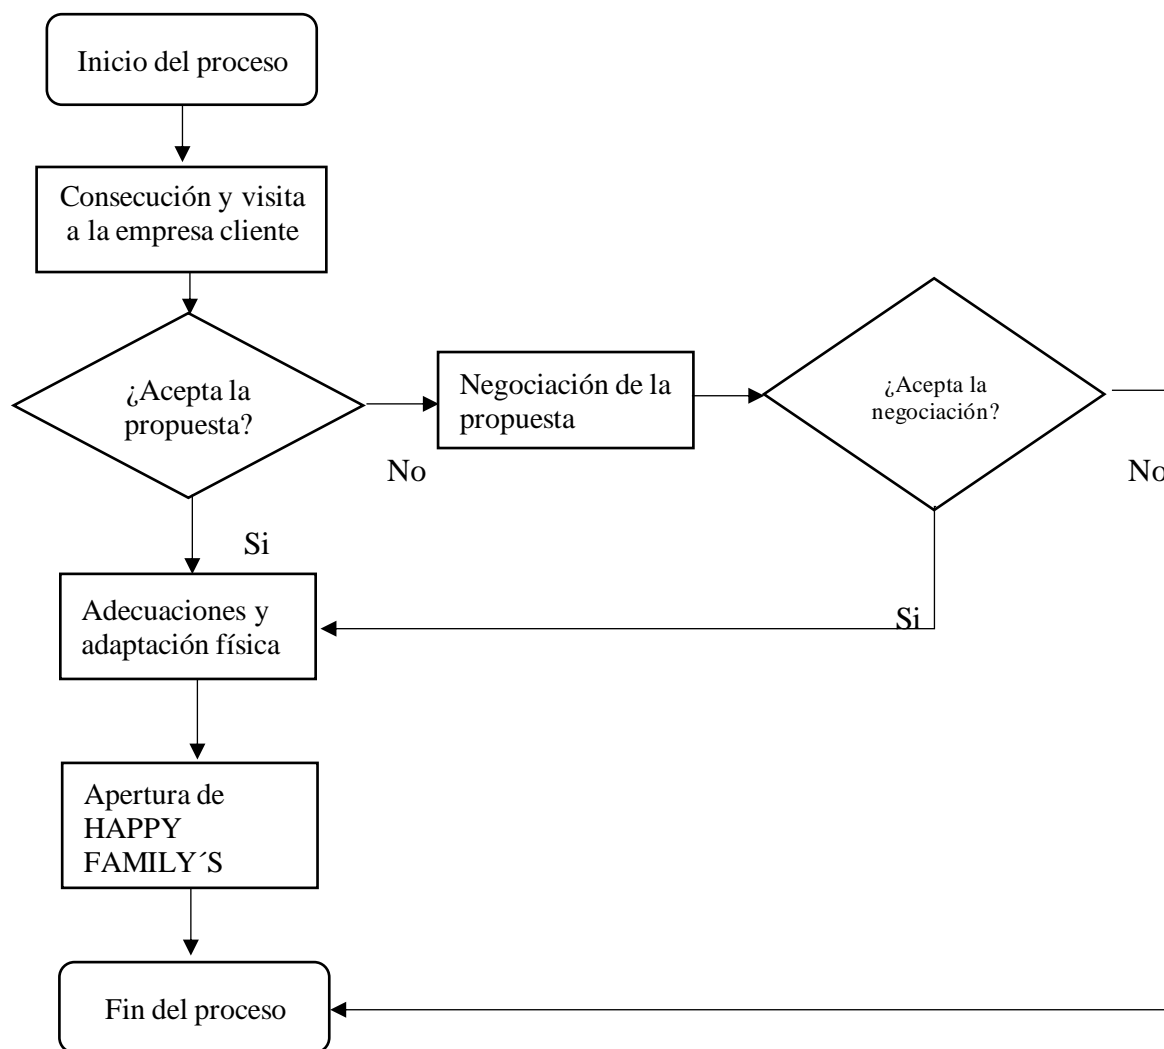 Inicio del proceso
Consecución y visita
a la empresa cliente
¿Acepta la
propuesta?
No
Negociación de la
propuesta
¿Acepta la
negociación?
No
Si
Si
Adecuaciones y
adaptación física
Apertura de
HAPPY
FAMILY´S
Fin del proceso